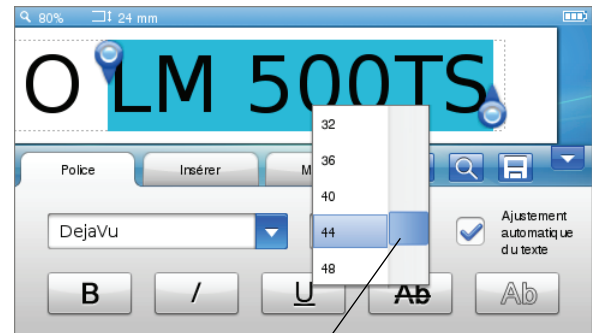 80% 24 mm
O LM 500TS
Police Insérer M
32
36
40
44
48
DejaVu
Ajustement
automatique
du texte
B I U Ab Ab